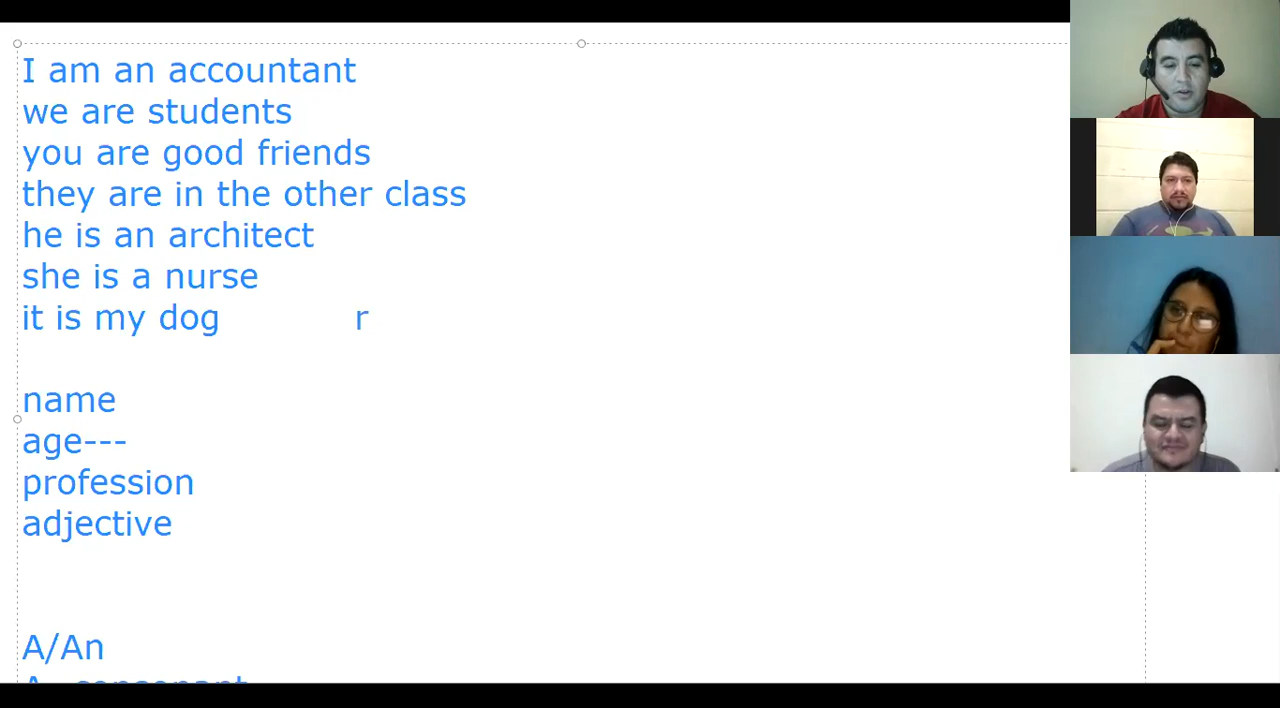 I am an accountant
we are students
you are good friends
they are in the other class
he is an architect
she is a nurse
it is my dog r
name
age---
profession
adjective
A/An